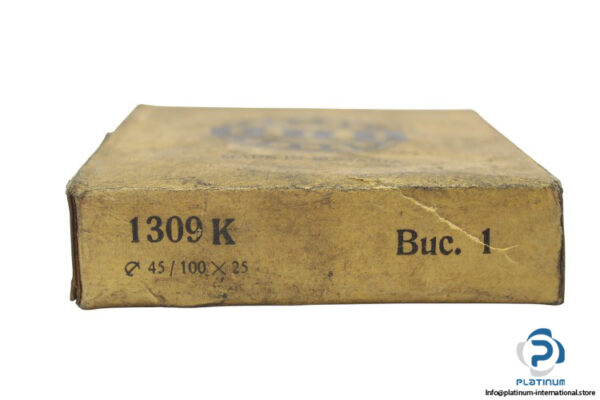 1309 K
Buc. 1
⌀ 45 / 100 × 25
PLATINUM
Info@platinum-international.store